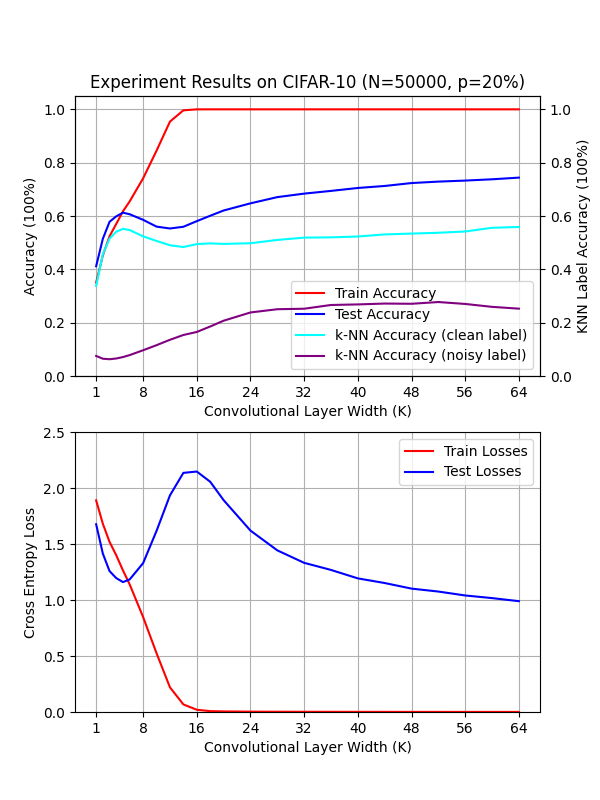 Experiment Results on CIFAR-10 (N=50000, p=20%)
Accuracy (100%)
1.0
0.8
0.6
0.4
0.2
0.0
1.0
0.8
0.6
0.4
0.2
0.0
KNN Label Accuracy (100%)
Train Accuracy
Test Accuracy
k-NN Accuracy (clean label)
k-NN Accuracy (noisy label)
1 8 16 24 32 40 48 56 64
Convolutional Layer Width (K)
Cross Entropy Loss
2.5
2.0
1.5
1.0
0.5
0.0
Train Losses
Test Losses
1 8 16 24 32 40 48 56 64
Convolutional Layer Width (K)